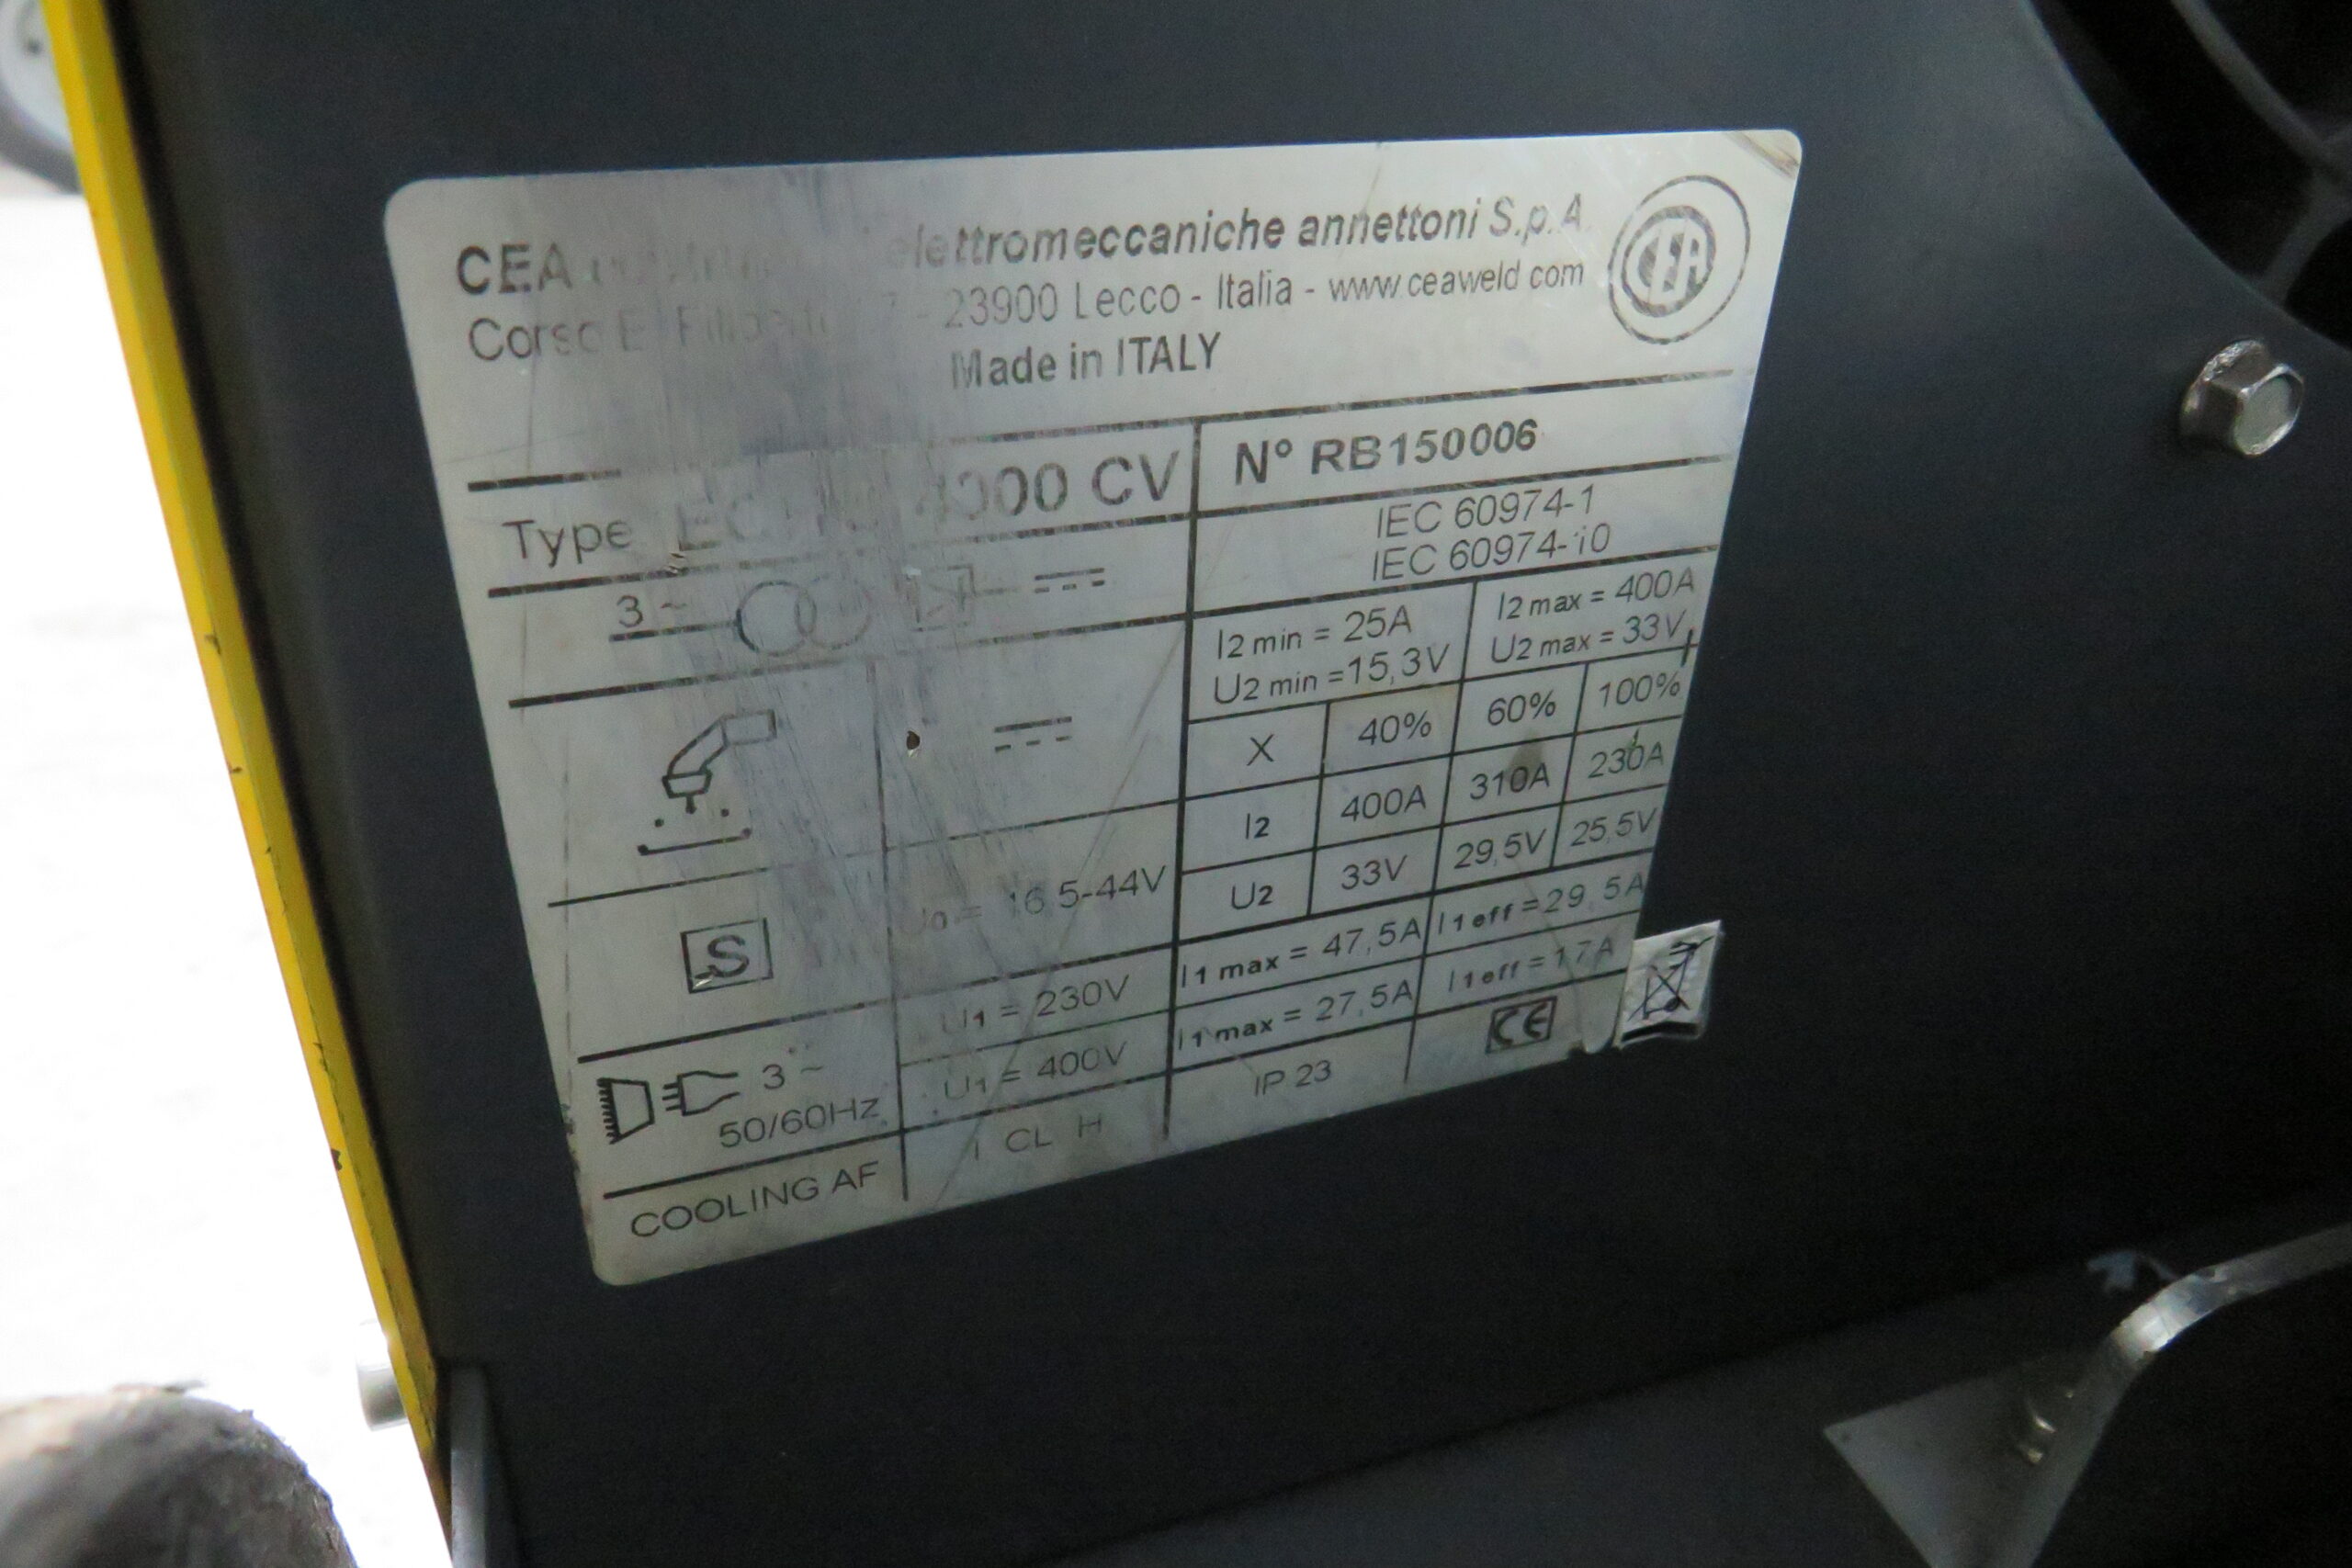 CEA elettromeccaniche annettoni S.p.A.
Corso E. - 23900 Lecco - Italia - www.ceaweld.com
Made in ITALY
CEA
Type 4000 CV
N° RB150006
IEC 60974-1
IEC 60974-10
3 ~
I2 min = 25A
U2 min =15,3V
I2 max = 400A
U2 max = 33V
X 40% 60% 100%
I2 400A 310A 230A
U2 33V 29,5V 25,5V
S
U0 = 16,5-44V
U1 = 230V I1 max = 47,5A I1 eff = 29,5A
U1 = 400V I1 max = 27,5A I1 eff = 17A
3 ~
50/60Hz
COOLING AF I CL H IP 23 CE